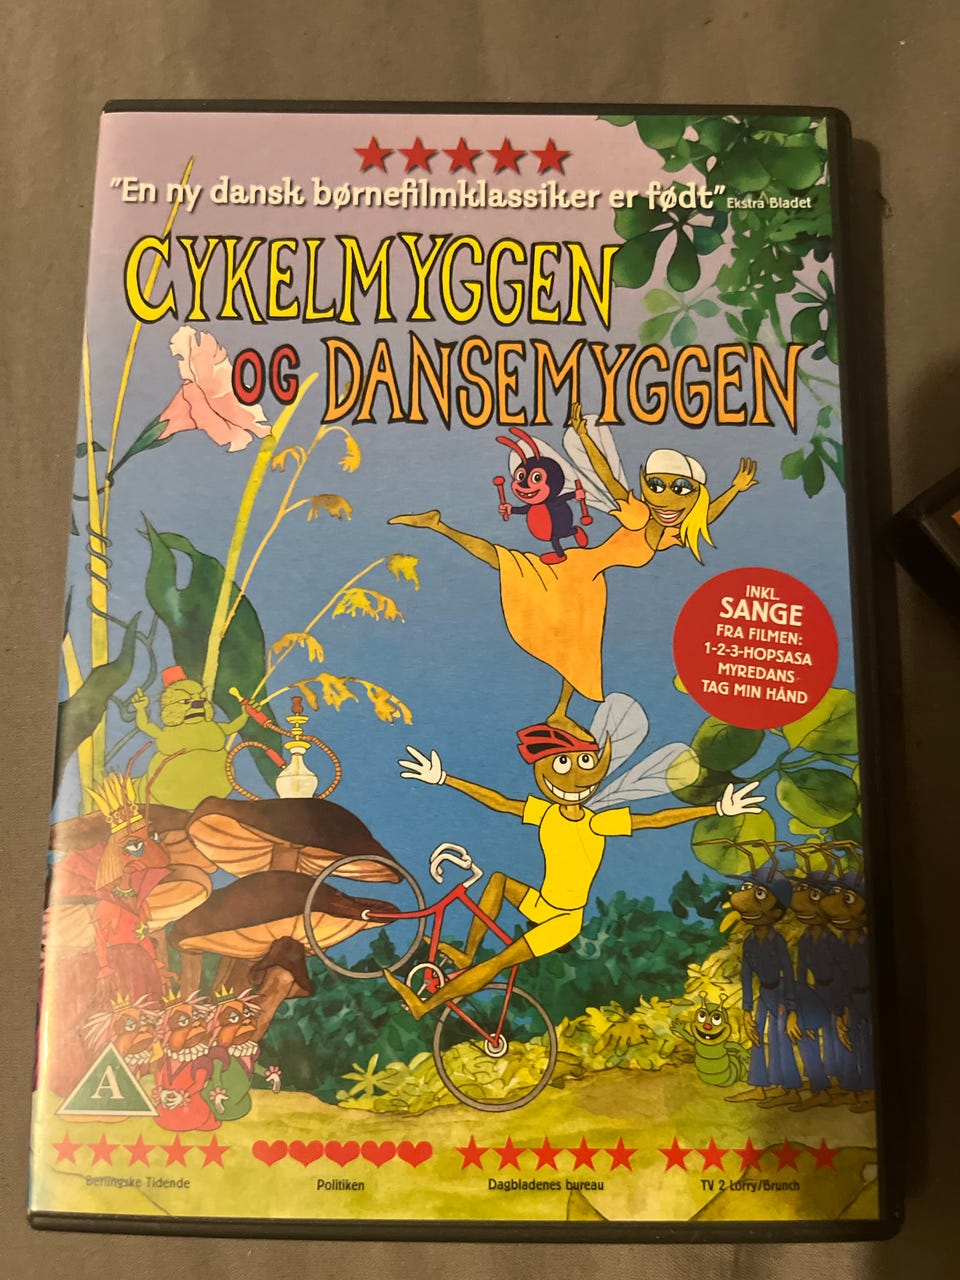 "En ny dansk børnefilmklassiker er født" Ekstra Bladet
CYKELMYGGEN
OG DANSEMYGGEN
INKL.
SANGE
FRA FILMEN:
1-2-3-HOPSASA
MYREDANS
TAG MIN HÅND
A
Berlingske Tidende
Politiken
Dagbladenes bureau
TV 2 Lorry/Brunch